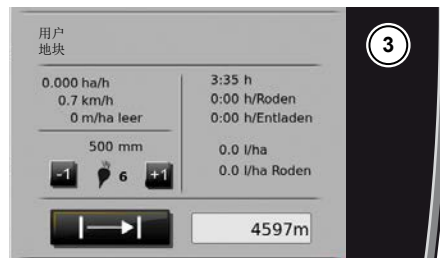 用户
地块
0.000 ha/h
0.7 km/h
0 m/ha leer
500 mm
-1 6 +1
3:35 h
0:00 h/Roden
0:00 h/Entladen
0.0 l/ha
0.0 l/ha Roden
4597m
3